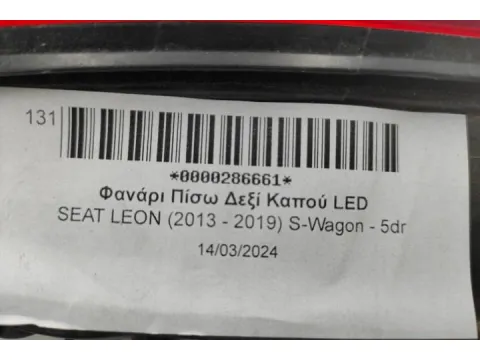 131
*0000286661*
Φανάρι Πίσω Δεξί Καπού LED
SEAT LEON (2013 - 2019) S-Wagon - 5dr
14/03/2024